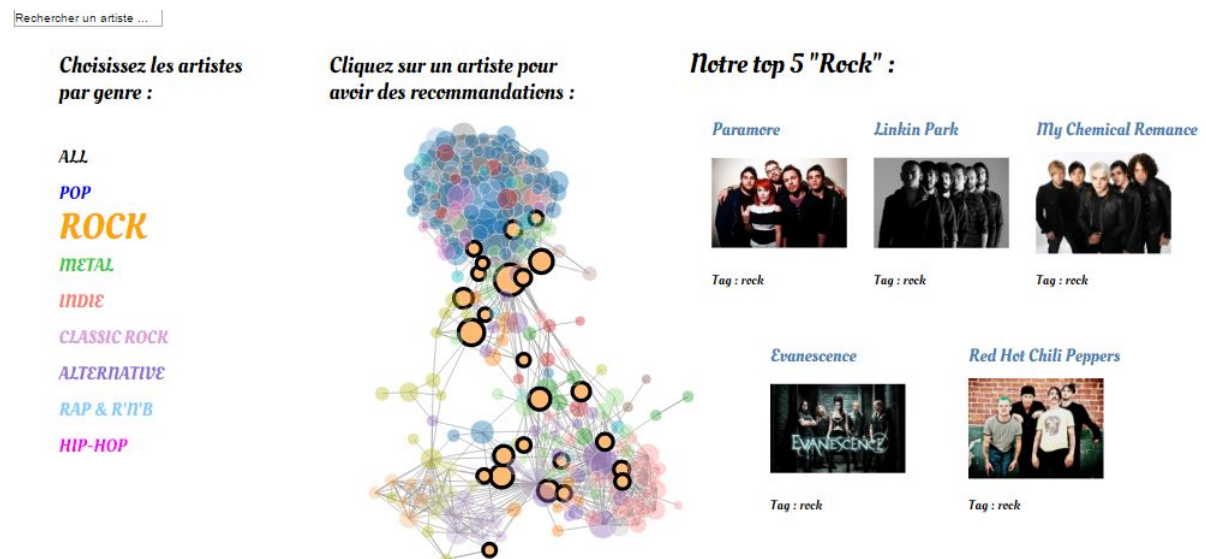 Rechercher un artiste ...
Choisissez les artistes
par genre :
ALL
POP
ROCK
METAL
INDIE
CLASSIC ROCK
ALTERNATIVE
RAP & R'N'B
HIP-HOP
Cliquez sur un artiste pour
avoir des recommandations :
Notre top 5 "Rock" :
Paramore
Linkin Park
My Chemical Romance
Tag : rock
Tag : rock
Tag : rock
Evanescence
Red Hot Chili Peppers
EVANESCENCE
Tag : rock
Tag : rock